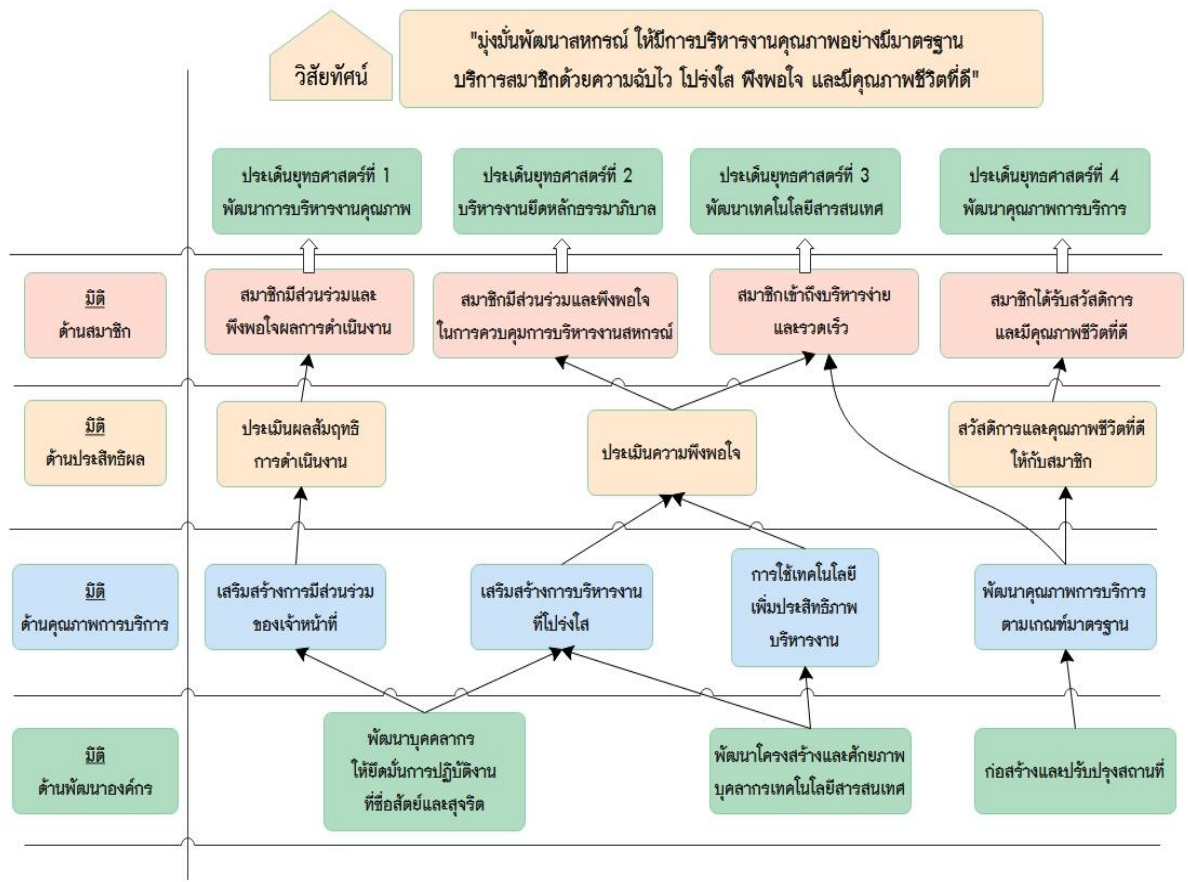 วิสัยทัศน์
"มุ่งมั่นพัฒนาสหกรณ์ ให้มีการบริหารงานคุณภาพอย่างมีมาตรฐาน
บริการสมาชิกด้วยความฉับไว โปร่งใส พึงพอใจ และมีคุณภาพชีวิตที่ดี"
ประเด็นยุทธศาสตร์ที่ 1
พัฒนาการบริหารงานคุณภาพ
ประเด็นยุทธศาสตร์ที่ 2
บริหารงานยึดหลักธรรมาภิบาล
ประเด็นยุทธศาสตร์ที่ 3
พัฒนาเทคโนโลยีสารสนเทศ
ประเด็นยุทธศาสตร์ที่ 4
พัฒนาคุณภาพการบริการ
มิติ
ด้านสมาชิก
สมาชิกมีส่วนร่วมและ
พึงพอใจผลการดำเนินงาน
สมาชิกมีส่วนร่วมและพึงพอใจ
ในการควบคุมการบริหารงานสหกรณ์
สมาชิกเข้าถึงบริหารง่าย
และรวดเร็ว
สมาชิกได้รับสวัสดิการ
และมีคุณภาพชีวิตที่ดี
มิติ
ด้านประสิทธิผล
ประเมินผลสัมฤทธิ
การดำเนินงาน
ประเมินความพึงพอใจ
สวัสดิการและคุณภาพชีวิตที่ดี
ให้กับสมาชิก
มิติ
ด้านคุณภาพการบริการ
เสริมสร้างการมีส่วนร่วม
ของเจ้าหน้าที่
เสริมสร้างการบริหารงาน
ที่โปร่งใส
การใช้เทคโนโลยี
เพิ่มประสิทธิภาพ
บริหารงาน
พัฒนาคุณภาพการบริการ
ตามเกณฑ์มาตรฐาน
มิติ
ด้านพัฒนาองค์กร
พัฒนาบุคคลากร
ให้ยึดมั่นการปฏิบัติงาน
ที่ซื่อสัตย์และสุจริต
พัฒนาโครงสร้างและศักยภาพ
บุคลากรเทคโนโลยีสารสนเทศ
ก่อสร้างและปรับปรุงสถานที่